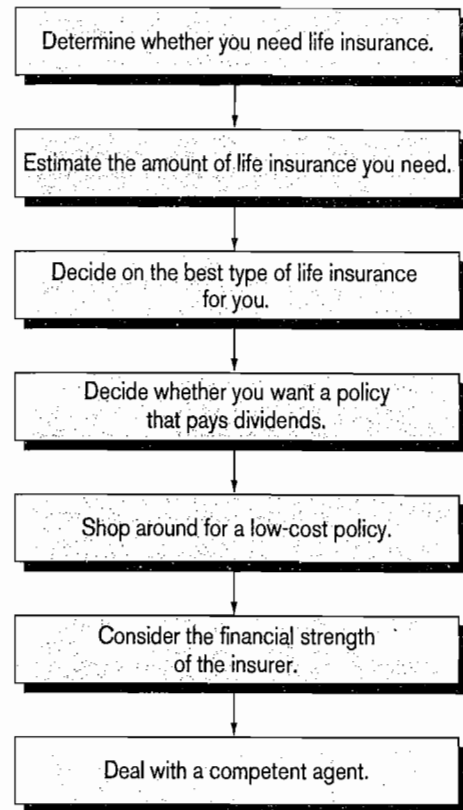 Determine whether you need life insurance.
Estimate the amount of life insurance you need.
Decide on the best type of life insurance
for you.
Decide whether you want a policy
that pays dividends.
Shop around for a low-cost policy.
Consider the financial strength
of the insurer.
Deal with a competent agent.